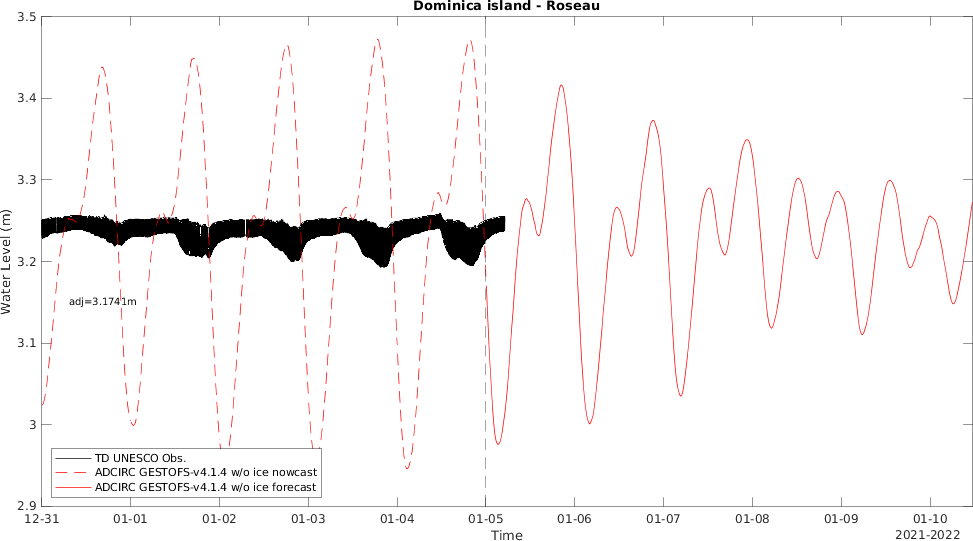 Dominica island - Roseau
3.5
3.4
3.3
3.2
3.1
3
2.9
Water Level (m)
adj=3.1741m
TD UNESCO Obs.
ADCIRC GESTOFS-v4.1.4 w/o ice nowcast
ADCIRC GESTOFS-v4.1.4 w/o ice forecast
12-31 01-01 01-02 01-03 01-04 01-05 01-06 01-07 01-08 01-09 01-10
Time
2021-2022